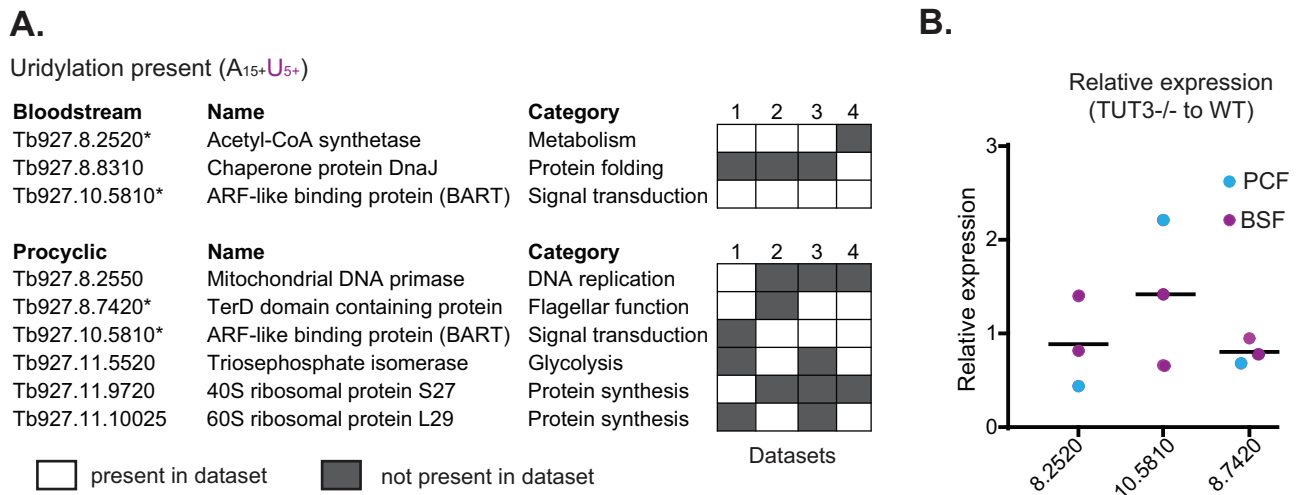 A.
Uridylation present (A15+U5+)
Bloodstream Name Category 1 2 3 4
Tb927.8.2520* Acetyl-CoA synthetase Metabolism
Tb927.8.8310 Chaperone protein DnaJ Protein folding
Tb927.10.5810* ARF-like binding protein (BART) Signal transduction
Procyclic Name Category 1 2 3 4
Tb927.8.2550 Mitochondrial DNA primase DNA replication
Tb927.8.7420* TerD domain containing protein Flagellar function
Tb927.10.5810* ARF-like binding protein (BART) Signal transduction
Tb927.11.5520 Triosephosphate isomerase Glycolysis
Tb927.11.9720 40S ribosomal protein S27 Protein synthesis
Tb927.11.10025 60S ribosomal protein L29 Protein synthesis
Datasets
present in dataset not present in dataset
B.
Relative expression
(TUT3-/- to WT)
Relative expression
3
2
1
0
PCF
BSF
8.2520 10.5810 8.7420